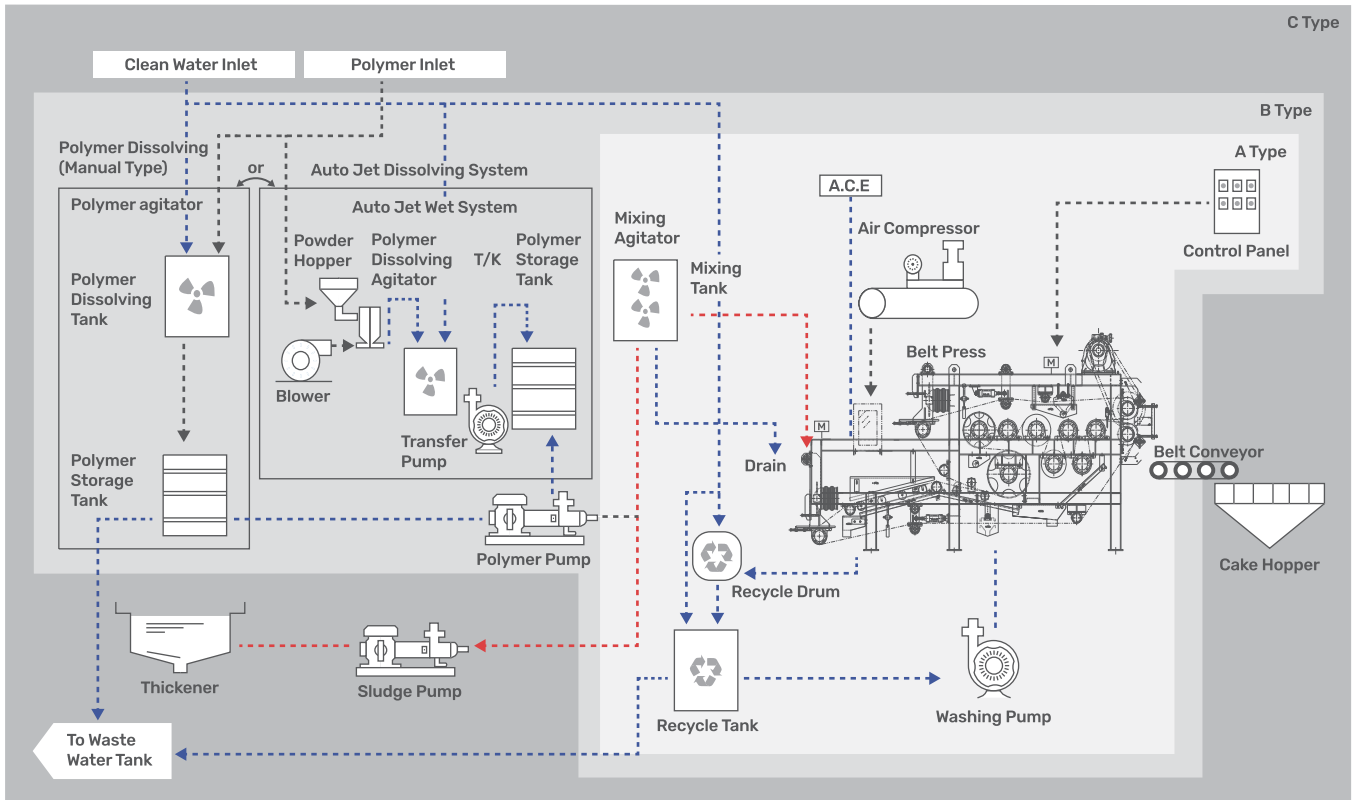 C Type
Clean Water Inlet
Polymer Inlet
B Type
Polymer Dissolving
(Manual Type)
or
Auto Jet Dissolving System
A Type
A.C.E
Polymer agitator
Auto Jet Wet System
Mixing
Agitator
Air Compressor
Control Panel
Powder
Hopper
Polymer
Dissolving
Agitator
T/K
Polymer
Storage
Tank
Mixing
Tank
Polymer
Dissolving
Tank
Blower
Belt Press
M
M
Transfer
Pump
Drain
Belt Conveyor
Polymer
Storage
Tank
Polymer Pump
Cake Hopper
Recycle Drum
Thickener
Sludge Pump
Recycle Tank
Washing Pump
To Waste
Water Tank